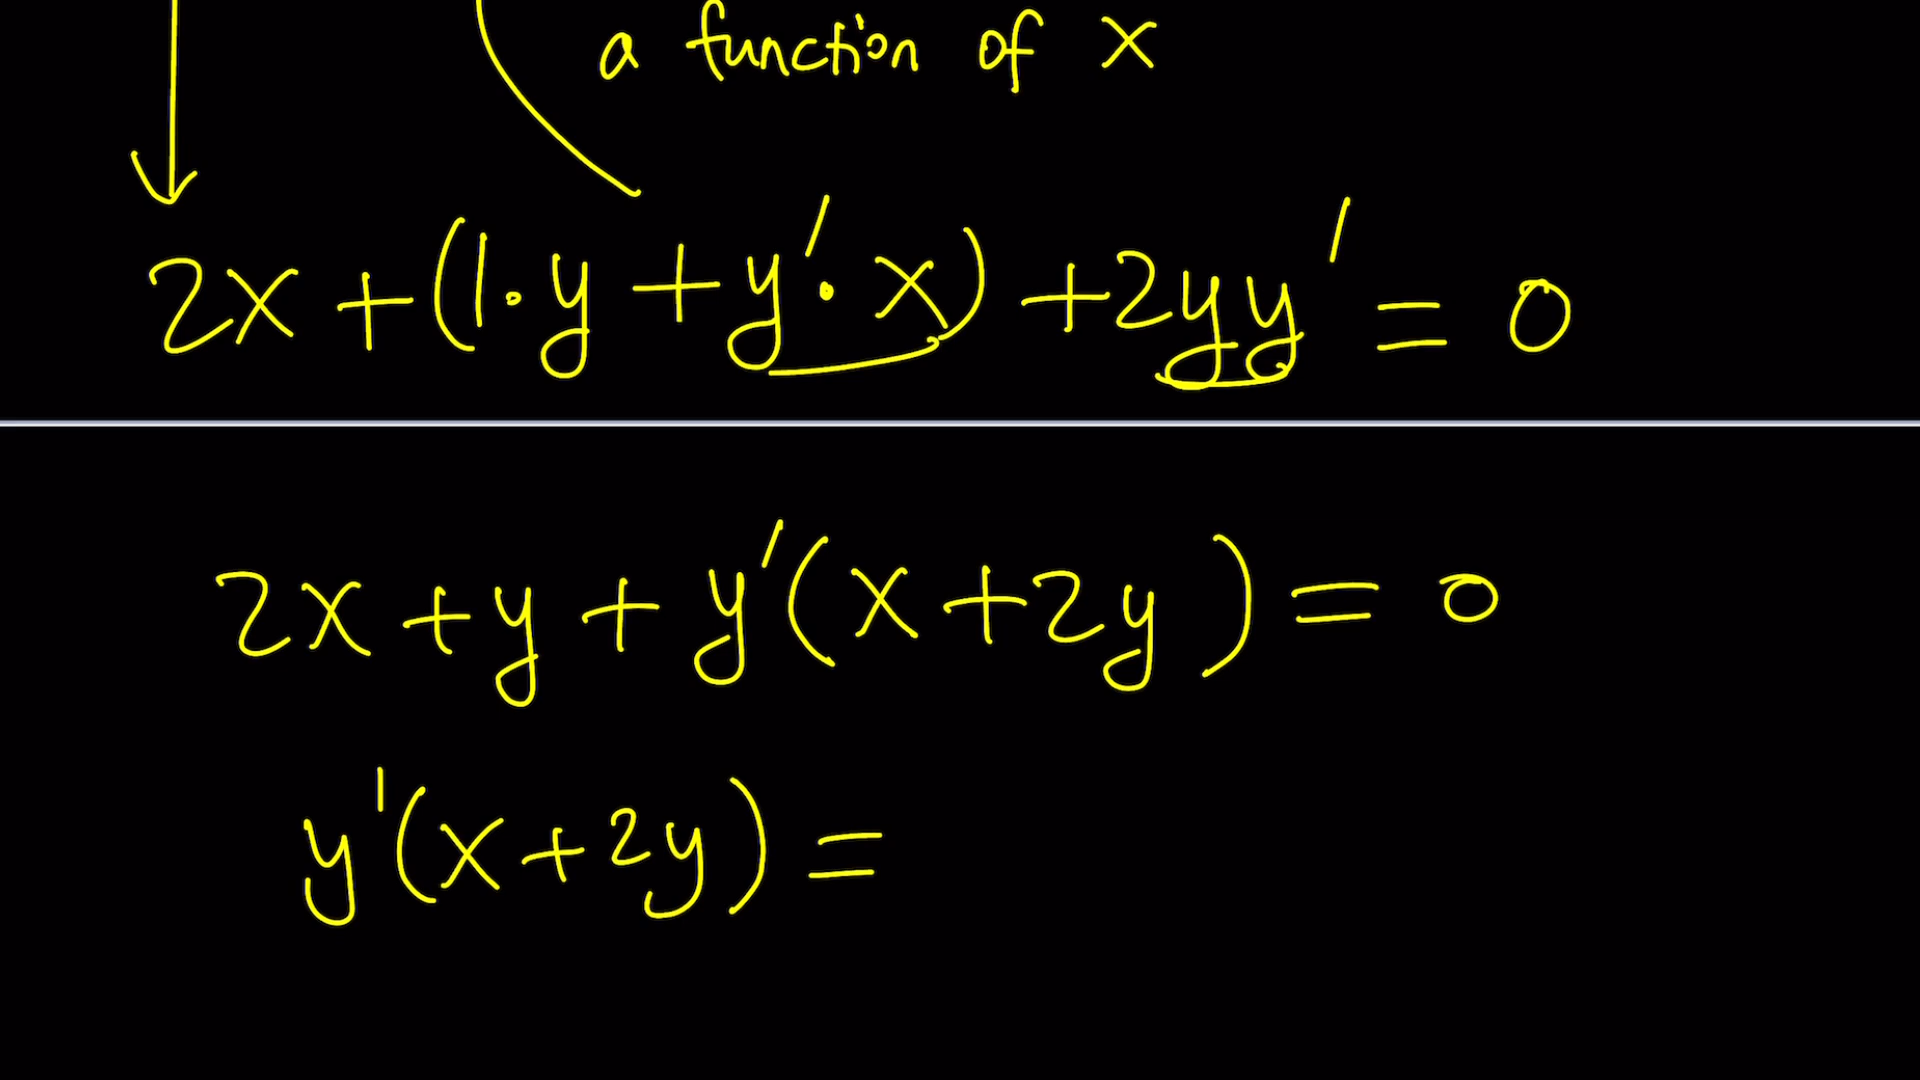 a function of x
2x + (1·y + y'·x) + 2yy' = 0
2x + y + y'(x + 2y) = 0
y'(x + 2y) =